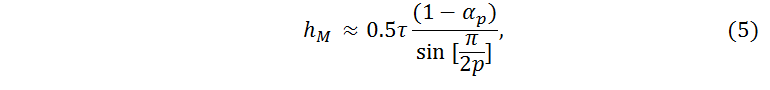 h_M ≈ 0.5τ (1 − α_p) / sin [π / 2p], (5)